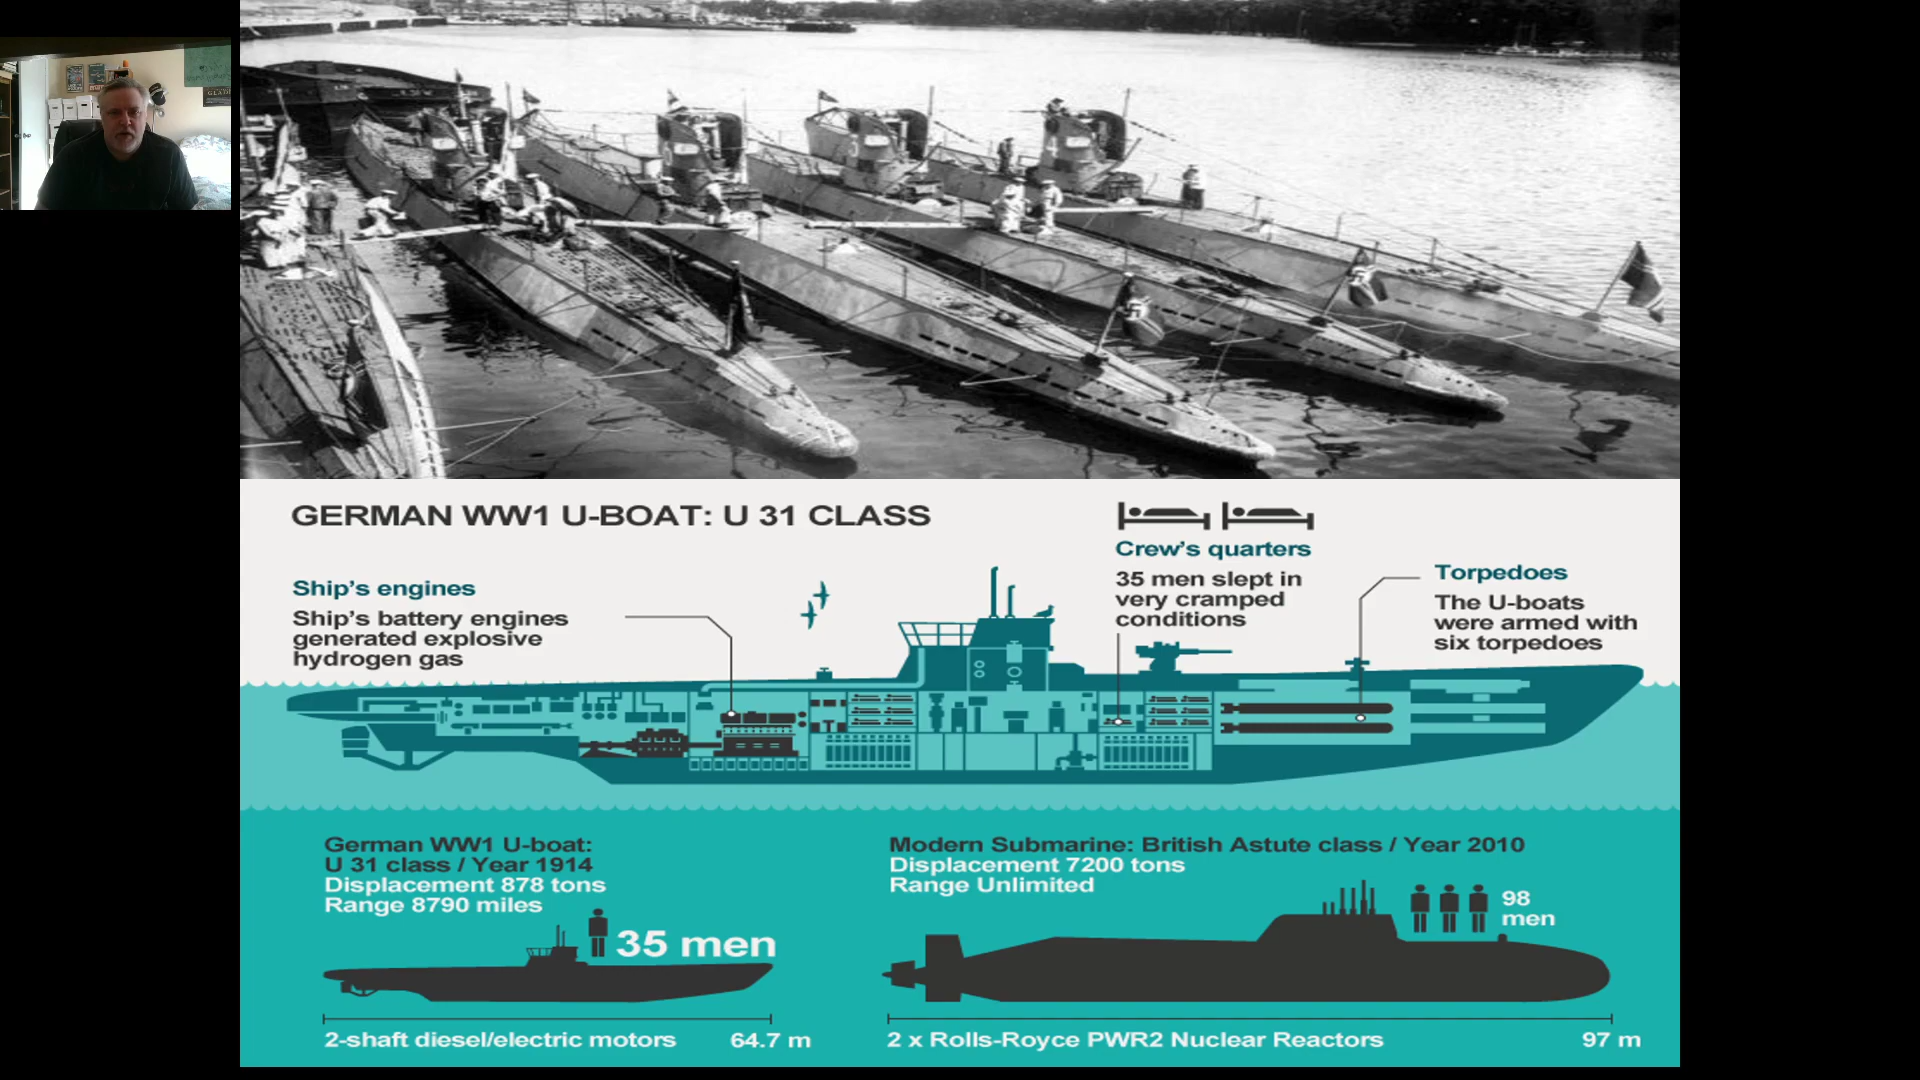 GERMAN WW1 U-BOAT: U 31 CLASS
Ship's engines
Ship's battery engines
generated explosive
hydrogen gas
Crew's quarters
35 men slept in
very cramped
conditions
Torpedoes
The U-boats
were armed with
six torpedoes
German WW1 U-boat:
U 31 class / Year 1914
Displacement 878 tons
Range 8790 miles
35 men
2-shaft diesel/electric motors
64.7 m
Modern Submarine: British Astute class / Year 2010
Displacement 7200 tons
Range Unlimited
98
men
2 x Rolls-Royce PWR2 Nuclear Reactors
97 m